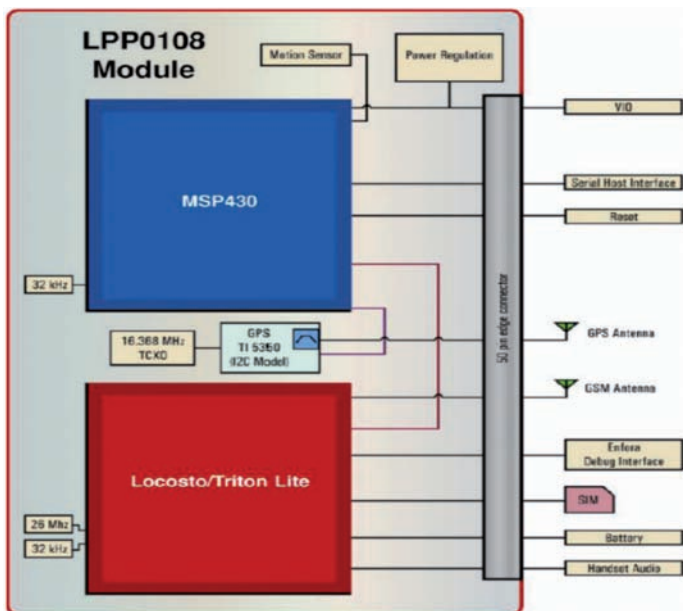 LPP0108
Module
Motion Sensor
Power Regulation
VIO
MSP430
Serial Host Interface
Reset
32 kHz
16.368 MHz
TCXO
GPS
TI 5350
(I2C Model)
50 pin edge connector
GPS Antenna
GSM Antenna
Locosto/Triton Lite
Enfora
Debug Interface
SIM
26 Mhz
32 kHz
Battery
Handset Audio